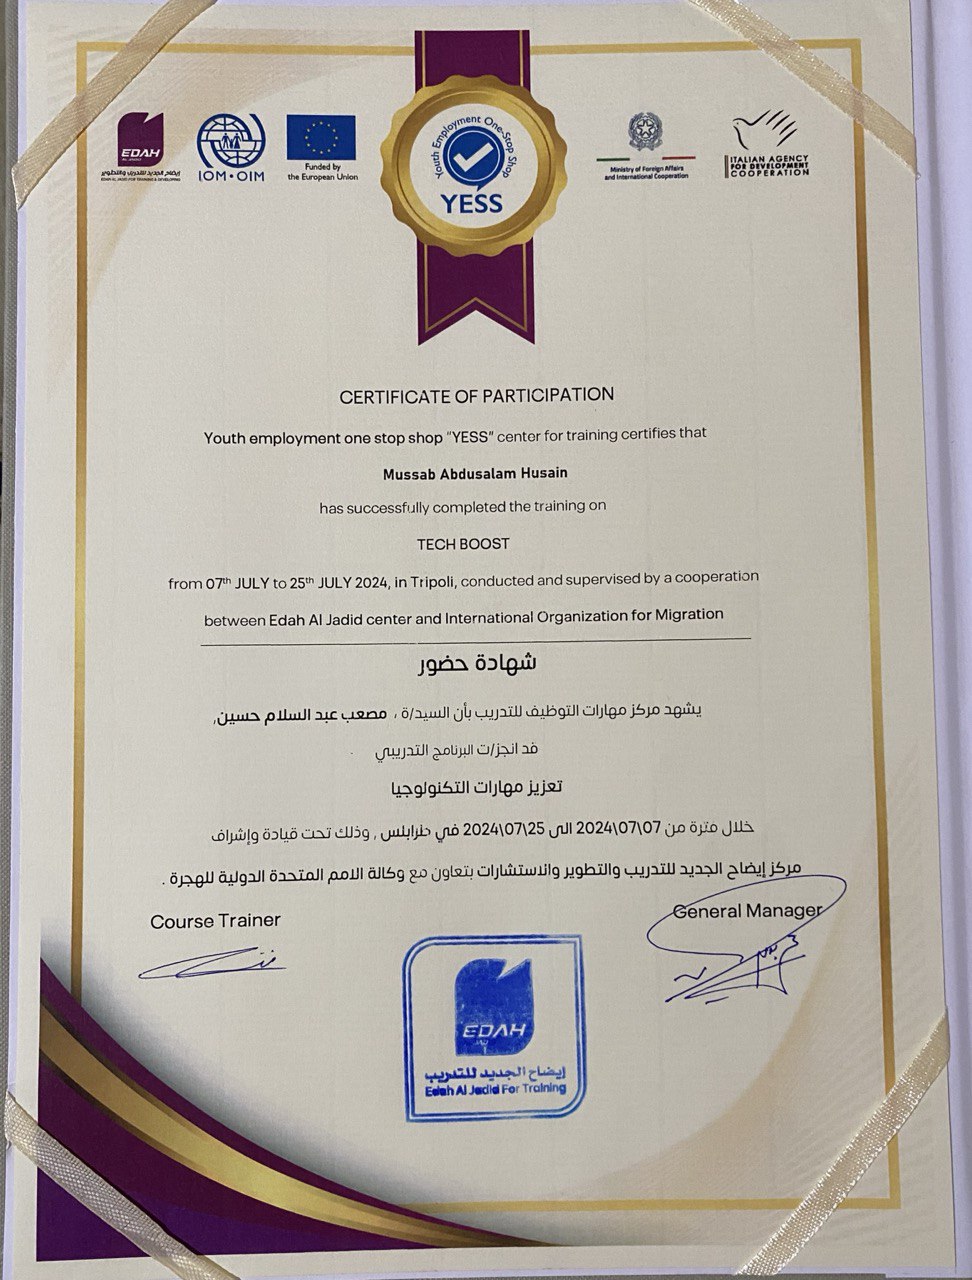 EDAH
AL JADID
إيضاح الجديد للتدريب والتطوير
EDAH AL JADID FOR TRAINING & DEVELOPING
IOM • OIM
Funded by
the European Union
Youth Employment One-Stop Shop
YESS
Ministry of Foreign Affairs
and International Cooperation
ITALIAN AGENCY
FOR DEVELOPMENT
COOPERATION
CERTIFICATE OF PARTICIPATION
Youth employment one stop shop "YESS" center for training certifies that
Mussab Abdusalam Husain
has successfully completed the training on
TECH BOOST
from 07th JULY to 25th JULY 2024, in Tripoli, conducted and supervised by a cooperation
between Edah Al Jadid center and International Organization for Migration
شهادة حضور
يشهد مركز مهارات التوظيف للتدريب بأن السيد/ة ، مصعب عبد السلام حسين,
قد انجز/ت البرنامج التدريبي .
تعزيز مهارات التكنولوجيا
خلال فترة من 07\07\2024 الى 25\07\2024 في طرابلس , وذلك تحت قيادة وإشراف
مركز إيضاح الجديد للتدريب والتطوير والاستشارات بتعاون مع وكالة الامم المتحدة الدولية للهجرة .
Course Trainer
General Manager
EDAH
إيضاح الجديد للتدريب
Edah Al Jadid For Training